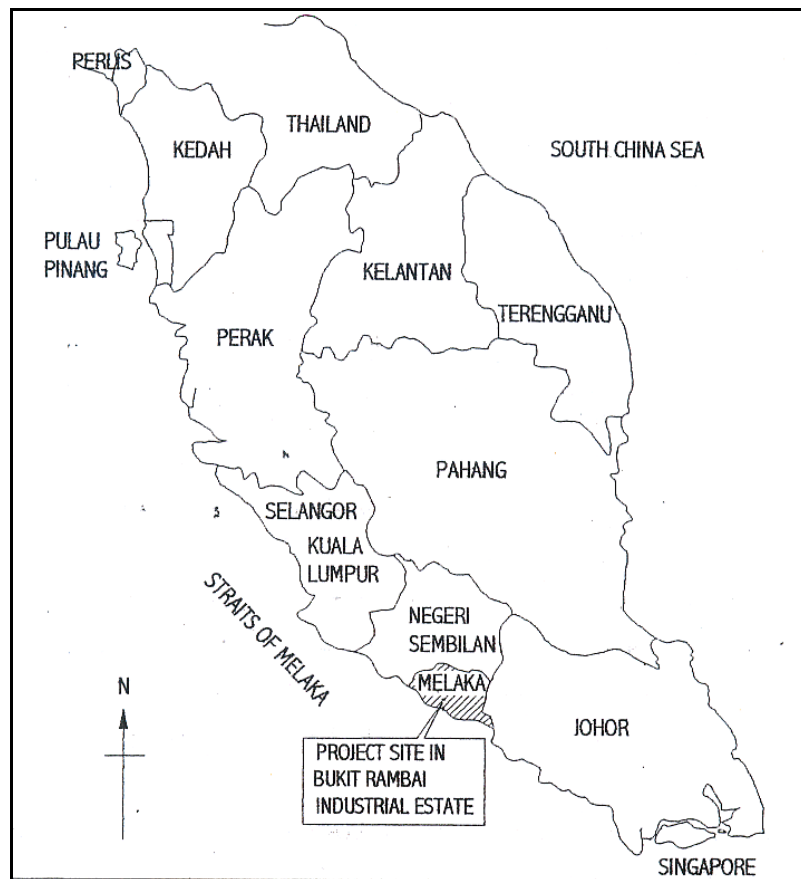 PERLIS
THAILAND
KEDAH
SOUTH CHINA SEA
PULAU
PINANG
KELANTAN
TERENGGANU
PERAK
PAHANG
SELANGOR
KUALA
LUMPUR
STRAITS OF MELAKA
NEGERI
SEMBILAN
MELAKA
N
JOHOR
PROJECT SITE IN
BUKIT RAMBAI
INDUSTRIAL ESTATE
SINGAPORE